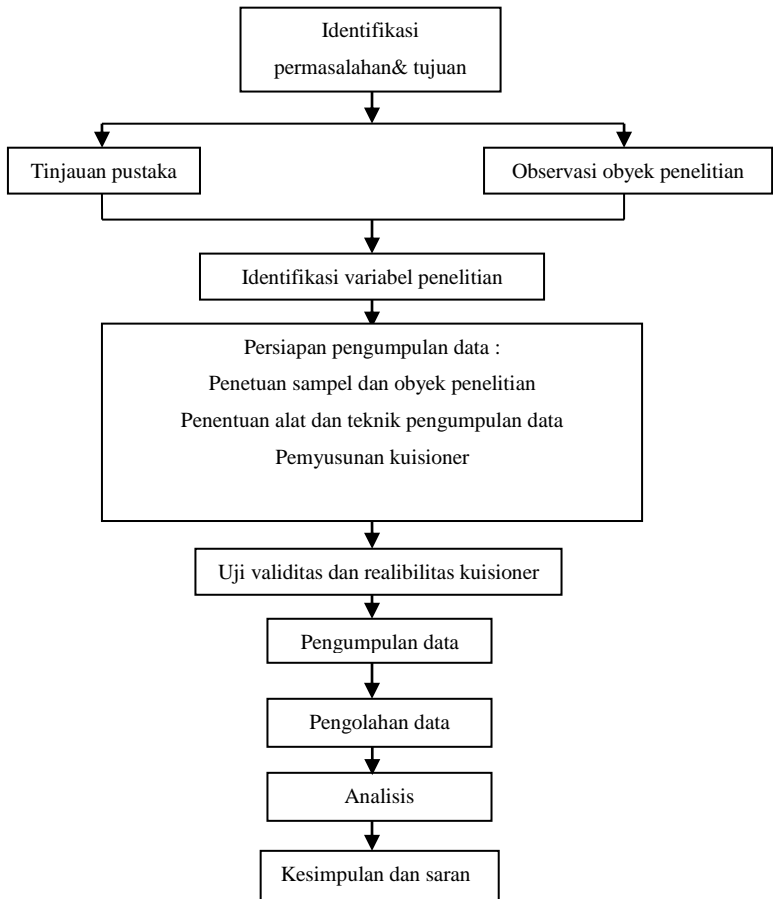 Identifikasi
permasalahan& tujuan
Tinjauan pustaka
Observasi obyek penelitian
Identifikasi variabel penelitian
Persiapan pengumpulan data :
Penetuan sampel dan obyek penelitian
Penentuan alat dan teknik pengumpulan data
Pemyusunan kuisioner
Uji validitas dan realibilitas kuisioner
Pengumpulan data
Pengolahan data
Analisis
Kesimpulan dan saran